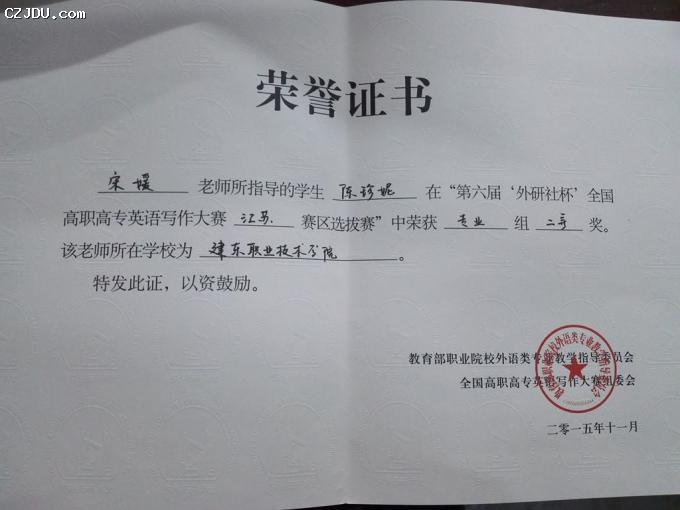 CZJDU.com
荣誉证书
宋媛 老师所指导的学生 陈珍妮 在“第六届‘外研社杯’全国
高职高专英语写作大赛 江苏 赛区选拔赛”中荣获 专业 组 二等 奖。
该老师所在学校为 建东职业技术学院。
特发此证，以资鼓励。
教育部职业院校外语类专业教学指导委员会
全国高职高专英语写作大赛组委会
二零一五年十一月